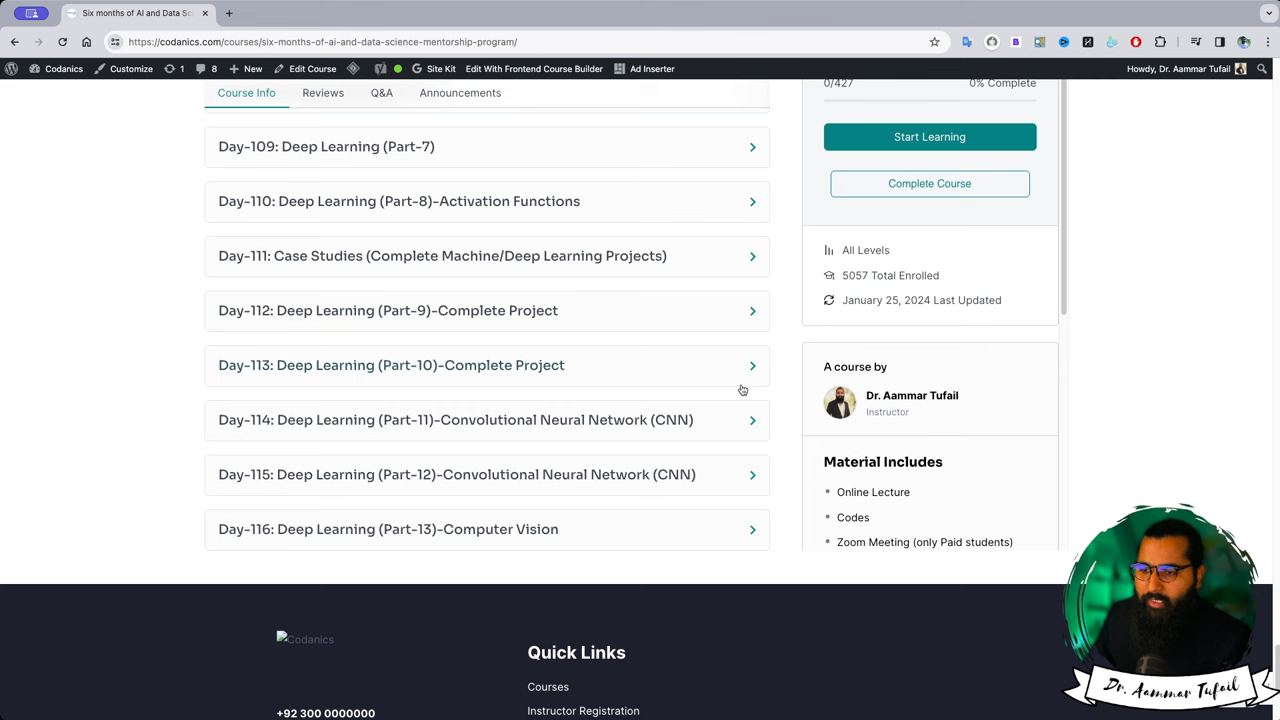 Six months of AI and Data Sci
https://codanics.com/courses/six-months-of-ai-and-data-science-mentorship-program/
Codanics Customize 1 8 New Edit Course Site Kit Edit With Frontend Course Builder Ad Inserter Howdy, Dr. Aammar Tufail
Course Info Reviews Q&A Announcements
0/427 0% Complete
Day-109: Deep Learning (Part-7)
Start Learning
Complete Course
Day-110: Deep Learning (Part-8)-Activation Functions
Day-111: Case Studies (Complete Machine/Deep Learning Projects)
All Levels
5057 Total Enrolled
January 25, 2024 Last Updated
Day-112: Deep Learning (Part-9)-Complete Project
Day-113: Deep Learning (Part-10)-Complete Project
A course by
Dr. Aammar Tufail
Instructor
Day-114: Deep Learning (Part-11)-Convolutional Neural Network (CNN)
Material Includes
Day-115: Deep Learning (Part-12)-Convolutional Neural Network (CNN)
Online Lecture
Codes
Zoom Meeting (only Paid students)
Day-116: Deep Learning (Part-13)-Computer Vision
Codanics
+92 300 0000000
Quick Links
Courses
Instructor Registration
Dr. Aammar Tufail